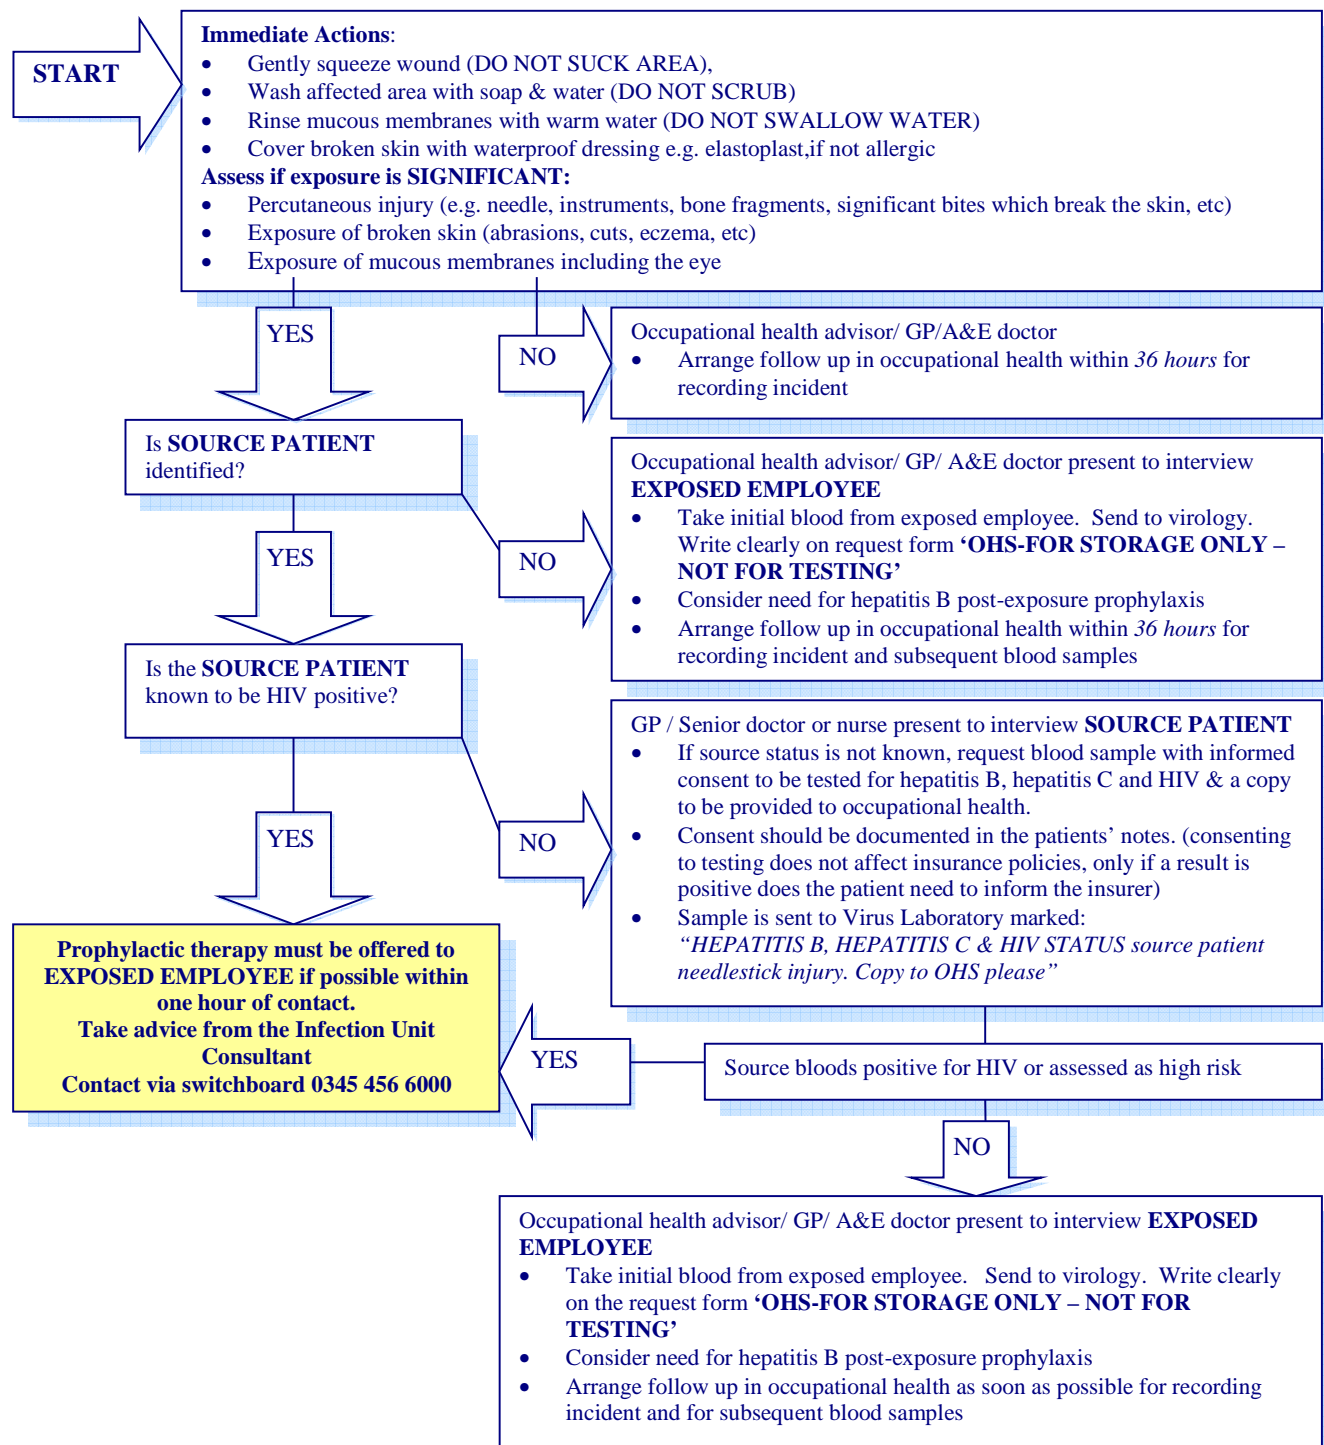 START
Immediate Actions:
• Gently squeeze wound (DO NOT SUCK AREA),
• Wash affected area with soap & water (DO NOT SCRUB)
• Rinse mucous membranes with warm water (DO NOT SWALLOW WATER)
• Cover broken skin with waterproof dressing e.g. elastoplast,if not allergic
Assess if exposure is SIGNIFICANT:
• Percutaneous injury (e.g. needle, instruments, bone fragments, significant bites which break the skin, etc)
• Exposure of broken skin (abrasions, cuts, eczema, etc)
• Exposure of mucous membranes including the eye
YES
NO
Occupational health advisor/ GP/A&E doctor
• Arrange follow up in occupational health within 36 hours for
recording incident
Is SOURCE PATIENT
identified?
YES
NO
Occupational health advisor/ GP/ A&E doctor present to interview
EXPOSED EMPLOYEE
• Take initial blood from exposed employee. Send to virology.
Write clearly on request form ‘OHS-FOR STORAGE ONLY –
NOT FOR TESTING’
• Consider need for hepatitis B post-exposure prophylaxis
• Arrange follow up in occupational health within 36 hours for
recording incident and subsequent blood samples
Is the SOURCE PATIENT
known to be HIV positive?
YES
NO
GP / Senior doctor or nurse present to interview SOURCE PATIENT
• If source status is not known, request blood sample with informed
consent to be tested for hepatitis B, hepatitis C and HIV & a copy
to be provided to occupational health.
• Consent should be documented in the patients’ notes. (consenting
to testing does not affect insurance policies, only if a result is
positive does the patient need to inform the insurer)
• Sample is sent to Virus Laboratory marked:
“HEPATITIS B, HEPATITIS C & HIV STATUS source patient
needlestick injury. Copy to OHS please”
Prophylactic therapy must be offered to
EXPOSED EMPLOYEE if possible within
one hour of contact.
Take advice from the Infection Unit
Consultant
Contact via switchboard 0345 456 6000
YES
Source bloods positive for HIV or assessed as high risk
NO
Occupational health advisor/ GP/ A&E doctor present to interview EXPOSED
EMPLOYEE
• Take initial blood from exposed employee. Send to virology. Write clearly
on the request form ‘OHS-FOR STORAGE ONLY – NOT FOR
TESTING’
• Consider need for hepatitis B post-exposure prophylaxis
• Arrange follow up in occupational health as soon as possible for recording
incident and for subsequent blood samples